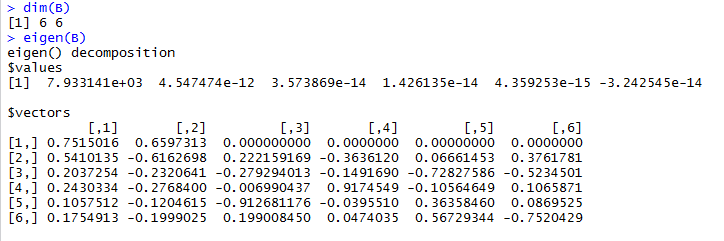 > dim(B)
[1] 6 6
> eigen(B)
eigen() decomposition
$values
[1]  7.933141e+03  4.547474e-12  3.573869e-14  1.426135e-14  4.359253e-15 -3.242545e-14

$vectors
          [,1]       [,2]         [,3]       [,4]        [,5]       [,6]
[1,] 0.7515016  0.6597313  0.000000000  0.0000000  0.00000000  0.0000000
[2,] 0.5410135 -0.6162698  0.222159169 -0.3636120  0.06661453  0.3761781
[3,] 0.2037254 -0.2320641 -0.279294013 -0.1491690 -0.72827586 -0.5234501
[4,] 0.2430334 -0.2768400 -0.006990437  0.9174549 -0.10564649  0.1065871
[5,] 0.1057512 -0.1204615 -0.912681176 -0.0395510  0.36358460  0.0869525
[6,] 0.1754913 -0.1999025  0.199008450  0.0474035  0.56729344 -0.7520429